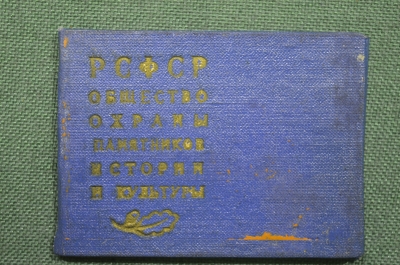 РСФСР
ОБЩЕСТВО
ОХРАНЫ
ПАМЯТНИКОВ
ИСТОРИИ
И КУЛЬТУРЫ